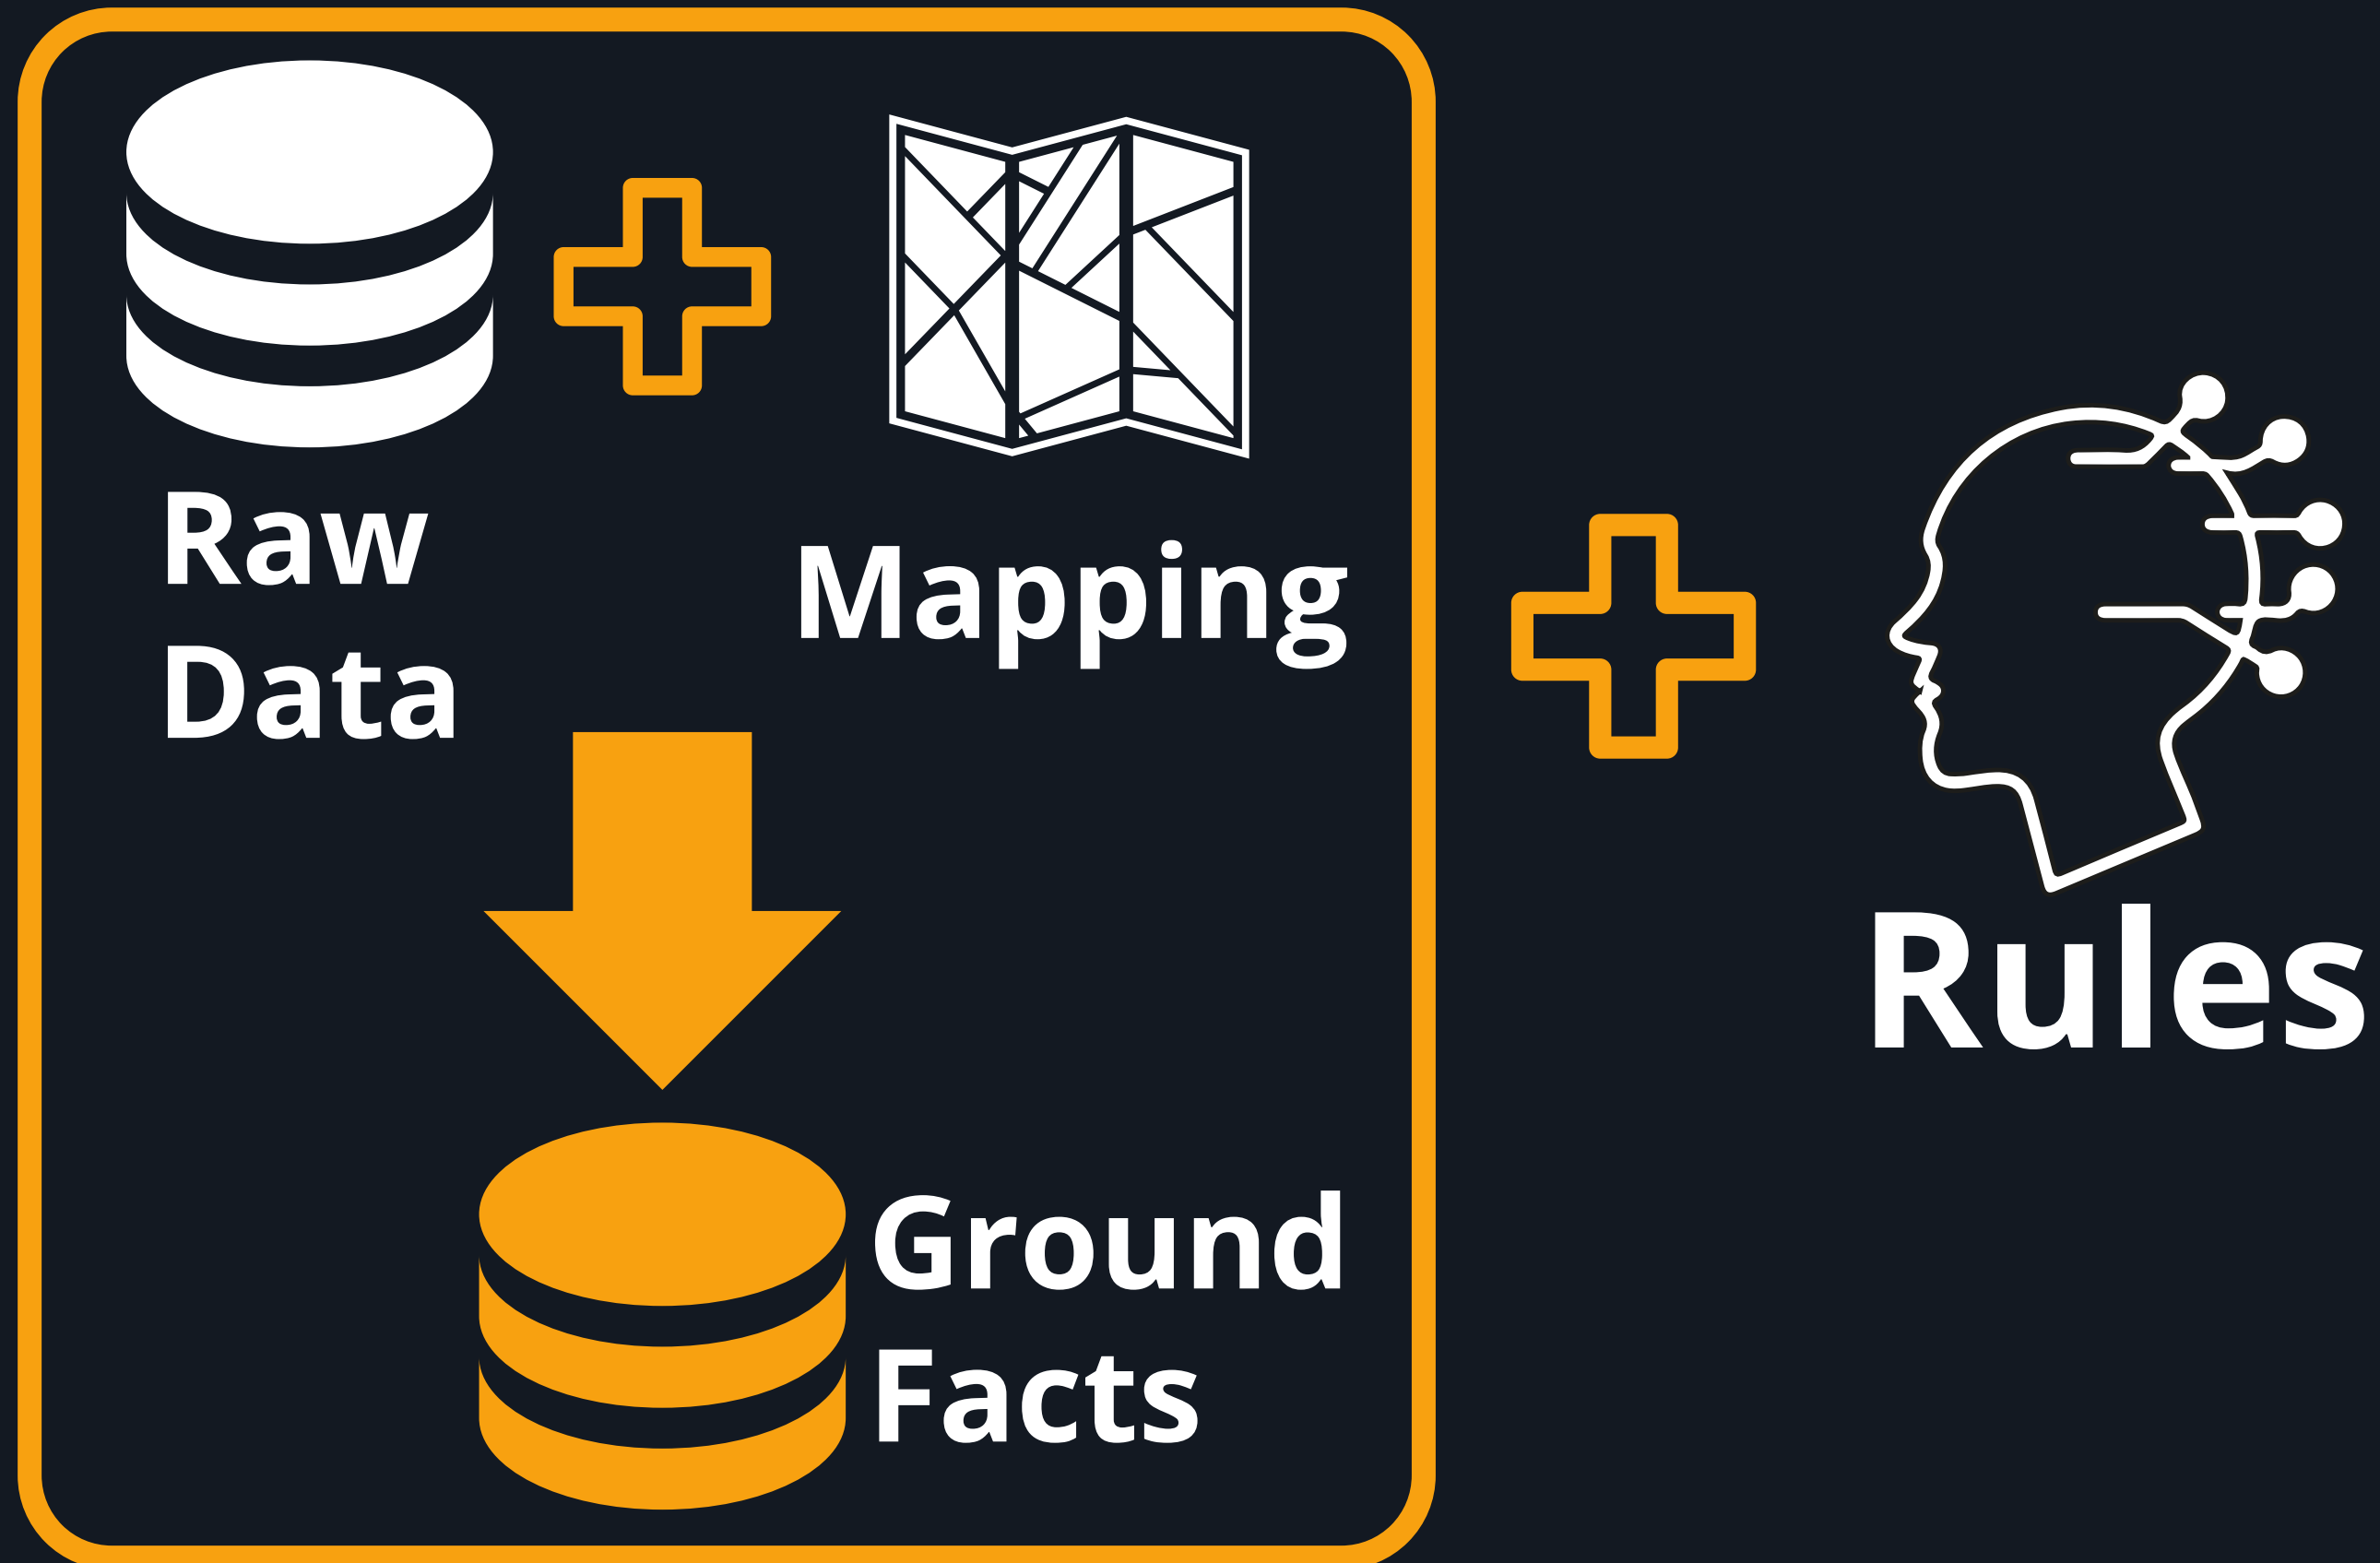 Raw
Data
Mapping
Ground
Facts
Rules